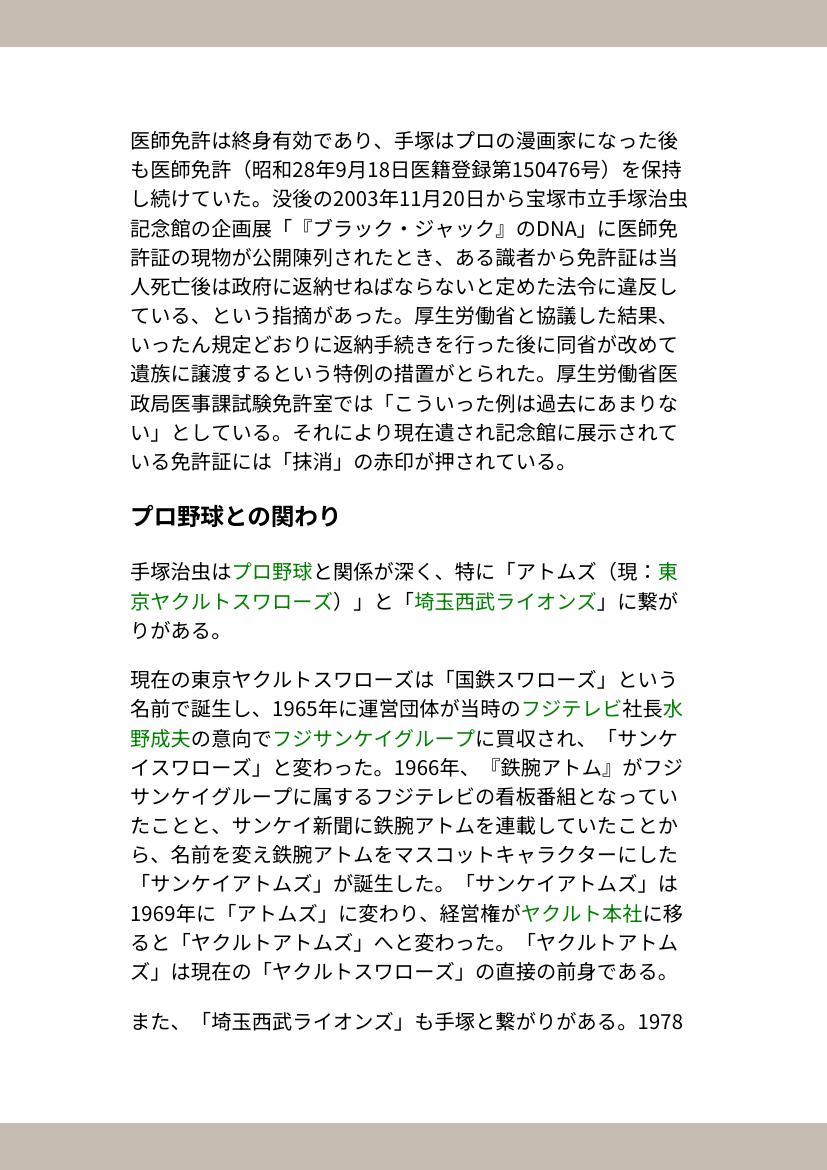 医師免許は終身有効であり、手塚はプロの漫画家になった後
も医師免許（昭和28年9月18日医籍登録第150476号）を保持
し続けていた。没後の2003年11月20日から宝塚市立手塚治虫
記念館の企画展「『ブラック・ジャック』のDNA」に医師免
許証の現物が公開陳列されたとき、ある識者から免許証は当
人死亡後は政府に返納せねばならないと定めた法令に違反し
ている、という指摘があった。厚生労働省と協議した結果、
いったん規定どおりに返納手続きを行った後に同省が改めて
遺族に譲渡するという特例の措置がとられた。厚生労働省医
政局医事課試験免許室では「こういった例は過去にあまりな
い」としている。それにより現在遺され記念館に展示されて
いる免許証には「抹消」の赤印が押されている。
プロ野球との関わり
手塚治虫はプロ野球と関係が深く、特に「アトムズ（現：東
京ヤクルトスワローズ）」と「埼玉西武ライオンズ」に繋が
りがある。
現在の東京ヤクルトスワローズは「国鉄スワローズ」という
名前で誕生し、1965年に運営団体が当時のフジテレビ社長水
野成夫の意向でフジサンケイグループに買収され、「サンケ
イスワローズ」と変わった。1966年、『鉄腕アトム』がフジ
サンケイグループに属するフジテレビの看板番組となってい
たことと、サンケイ新聞に鉄腕アトムを連載していたことか
ら、名前を変え鉄腕アトムをマスコットキャラクターにした
「サンケイアトムズ」が誕生した。「サンケイアトムズ」は
1969年に「アトムズ」に変わり、経営権がヤクルト本社に移
ると「ヤクルトアトムズ」へと変わった。「ヤクルトアトム
ズ」は現在の「ヤクルトスワローズ」の直接の前身である。
また、「埼玉西武ライオンズ」も手塚と繋がりがある。1978